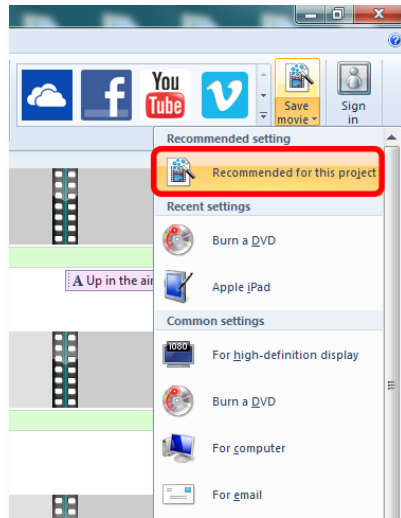 You
Tube
Save
movie
Sign
in
Recommended setting
Recommended for this project
Recent settings
Burn a DVD
A Up in the air
Apple iPad
Common settings
1080
For high-definition display
Burn a DVD
For computer
For email